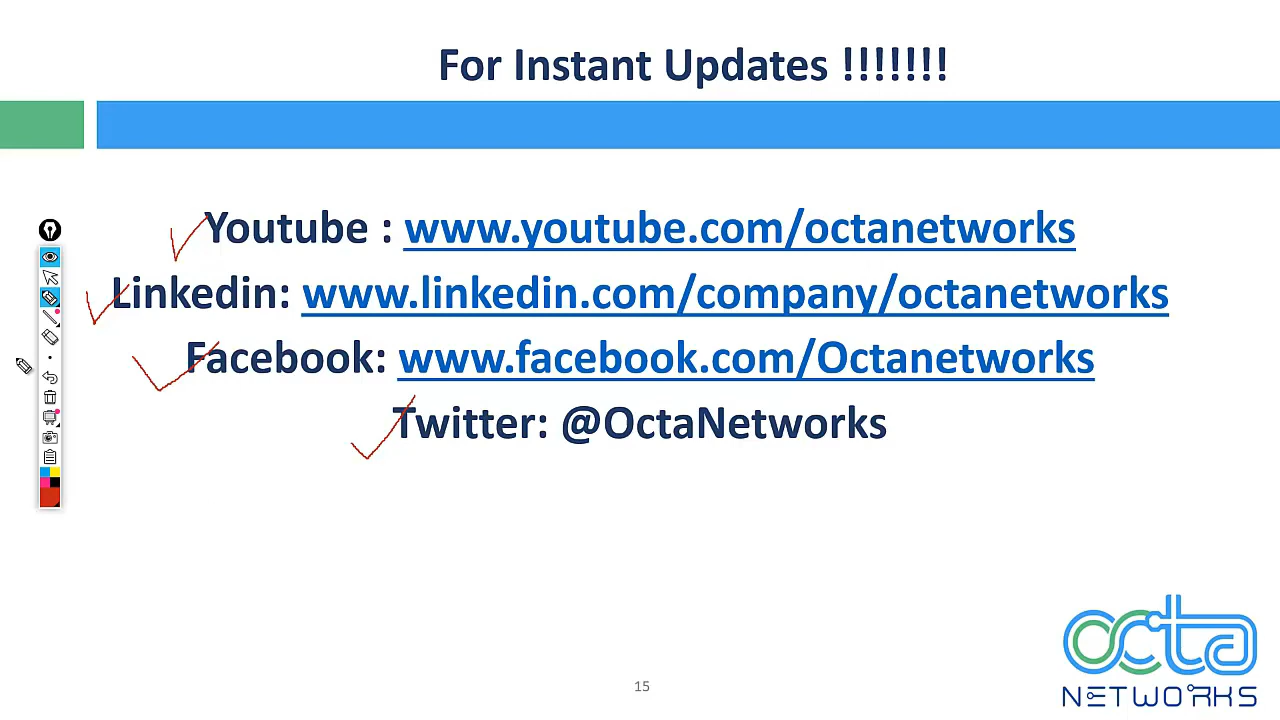 For Instant Updates !!!!!!!
Youtube : www.youtube.com/octanetworks
Linkedin: www.linkedin.com/company/octanetworks
Facebook: www.facebook.com/Octanetworks
Twitter: @OctaNetworks
15
octa
NETWORKS